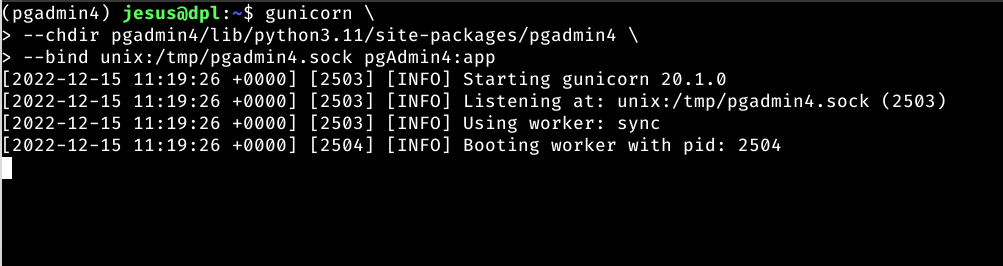 (pgadmin4) jesus@dpl:~$ gunicorn \
> --chdir pgadmin4/lib/python3.11/site-packages/pgadmin4 \
> --bind unix:/tmp/pgadmin4.sock pgAdmin4:app
[2022-12-15 11:19:26 +0000] [2503] [INFO] Starting gunicorn 20.1.0
[2022-12-15 11:19:26 +0000] [2503] [INFO] Listening at: unix:/tmp/pgadmin4.sock (2503)
[2022-12-15 11:19:26 +0000] [2503] [INFO] Using worker: sync
[2022-12-15 11:19:26 +0000] [2504] [INFO] Booting worker with pid: 2504